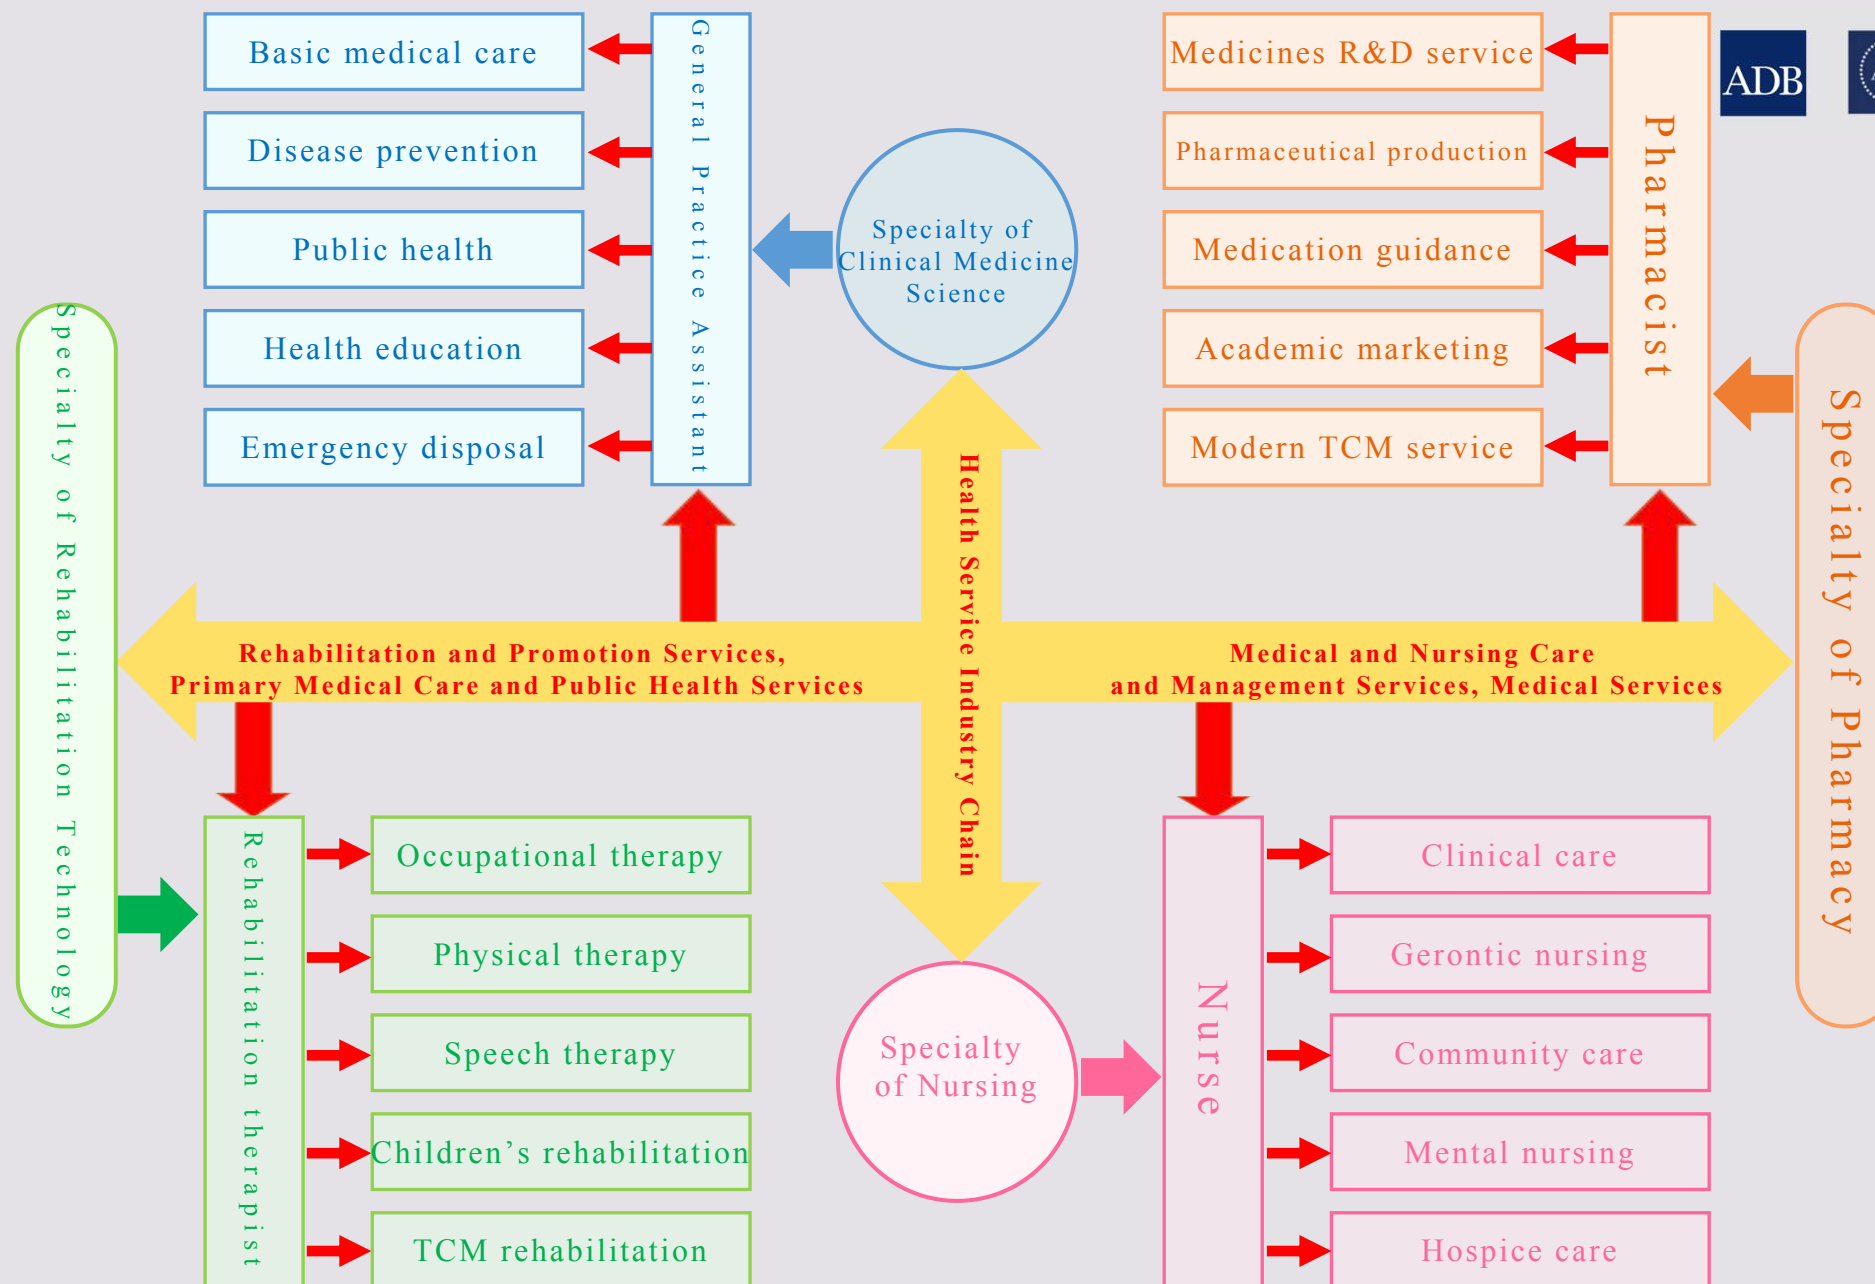 Basic medical care
Disease prevention
Public health
Health education
Emergency disposal
General Practice Assistant
Specialty of
Clinical Medicine
Science
Medicines R&D service
Pharmaceutical production
Medication guidance
Academic marketing
Modern TCM service
Pharmacist
ADB
Specialty of Rehabilitation Technology
Specialty of Pharmacy
Health Service Industry Chain
Rehabilitation and Promotion Services,
Primary Medical Care and Public Health Services
Medical and Nursing Care
and Management Services, Medical Services
Rehabilitation therapist
Occupational therapy
Physical therapy
Speech therapy
Children’s rehabilitation
TCM rehabilitation
Specialty
of Nursing
Nurse
Clinical care
Gerontic nursing
Community care
Mental nursing
Hospice care